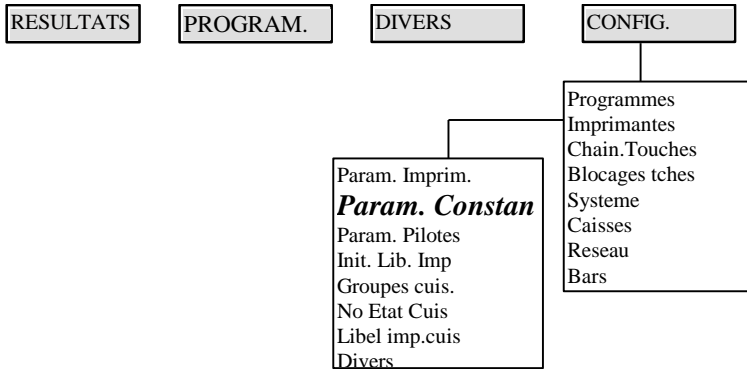 RESULTATS PROGRAM. DIVERS CONFIG.
Programmes
Imprimantes
Chain.Touches
Blocages tches
Systeme
Caisses
Reseau
Bars
Param. Imprim.
Param. Constan
Param. Pilotes
Init. Lib. Imp
Groupes cuis.
No Etat Cuis
Libel imp.cuis
Divers